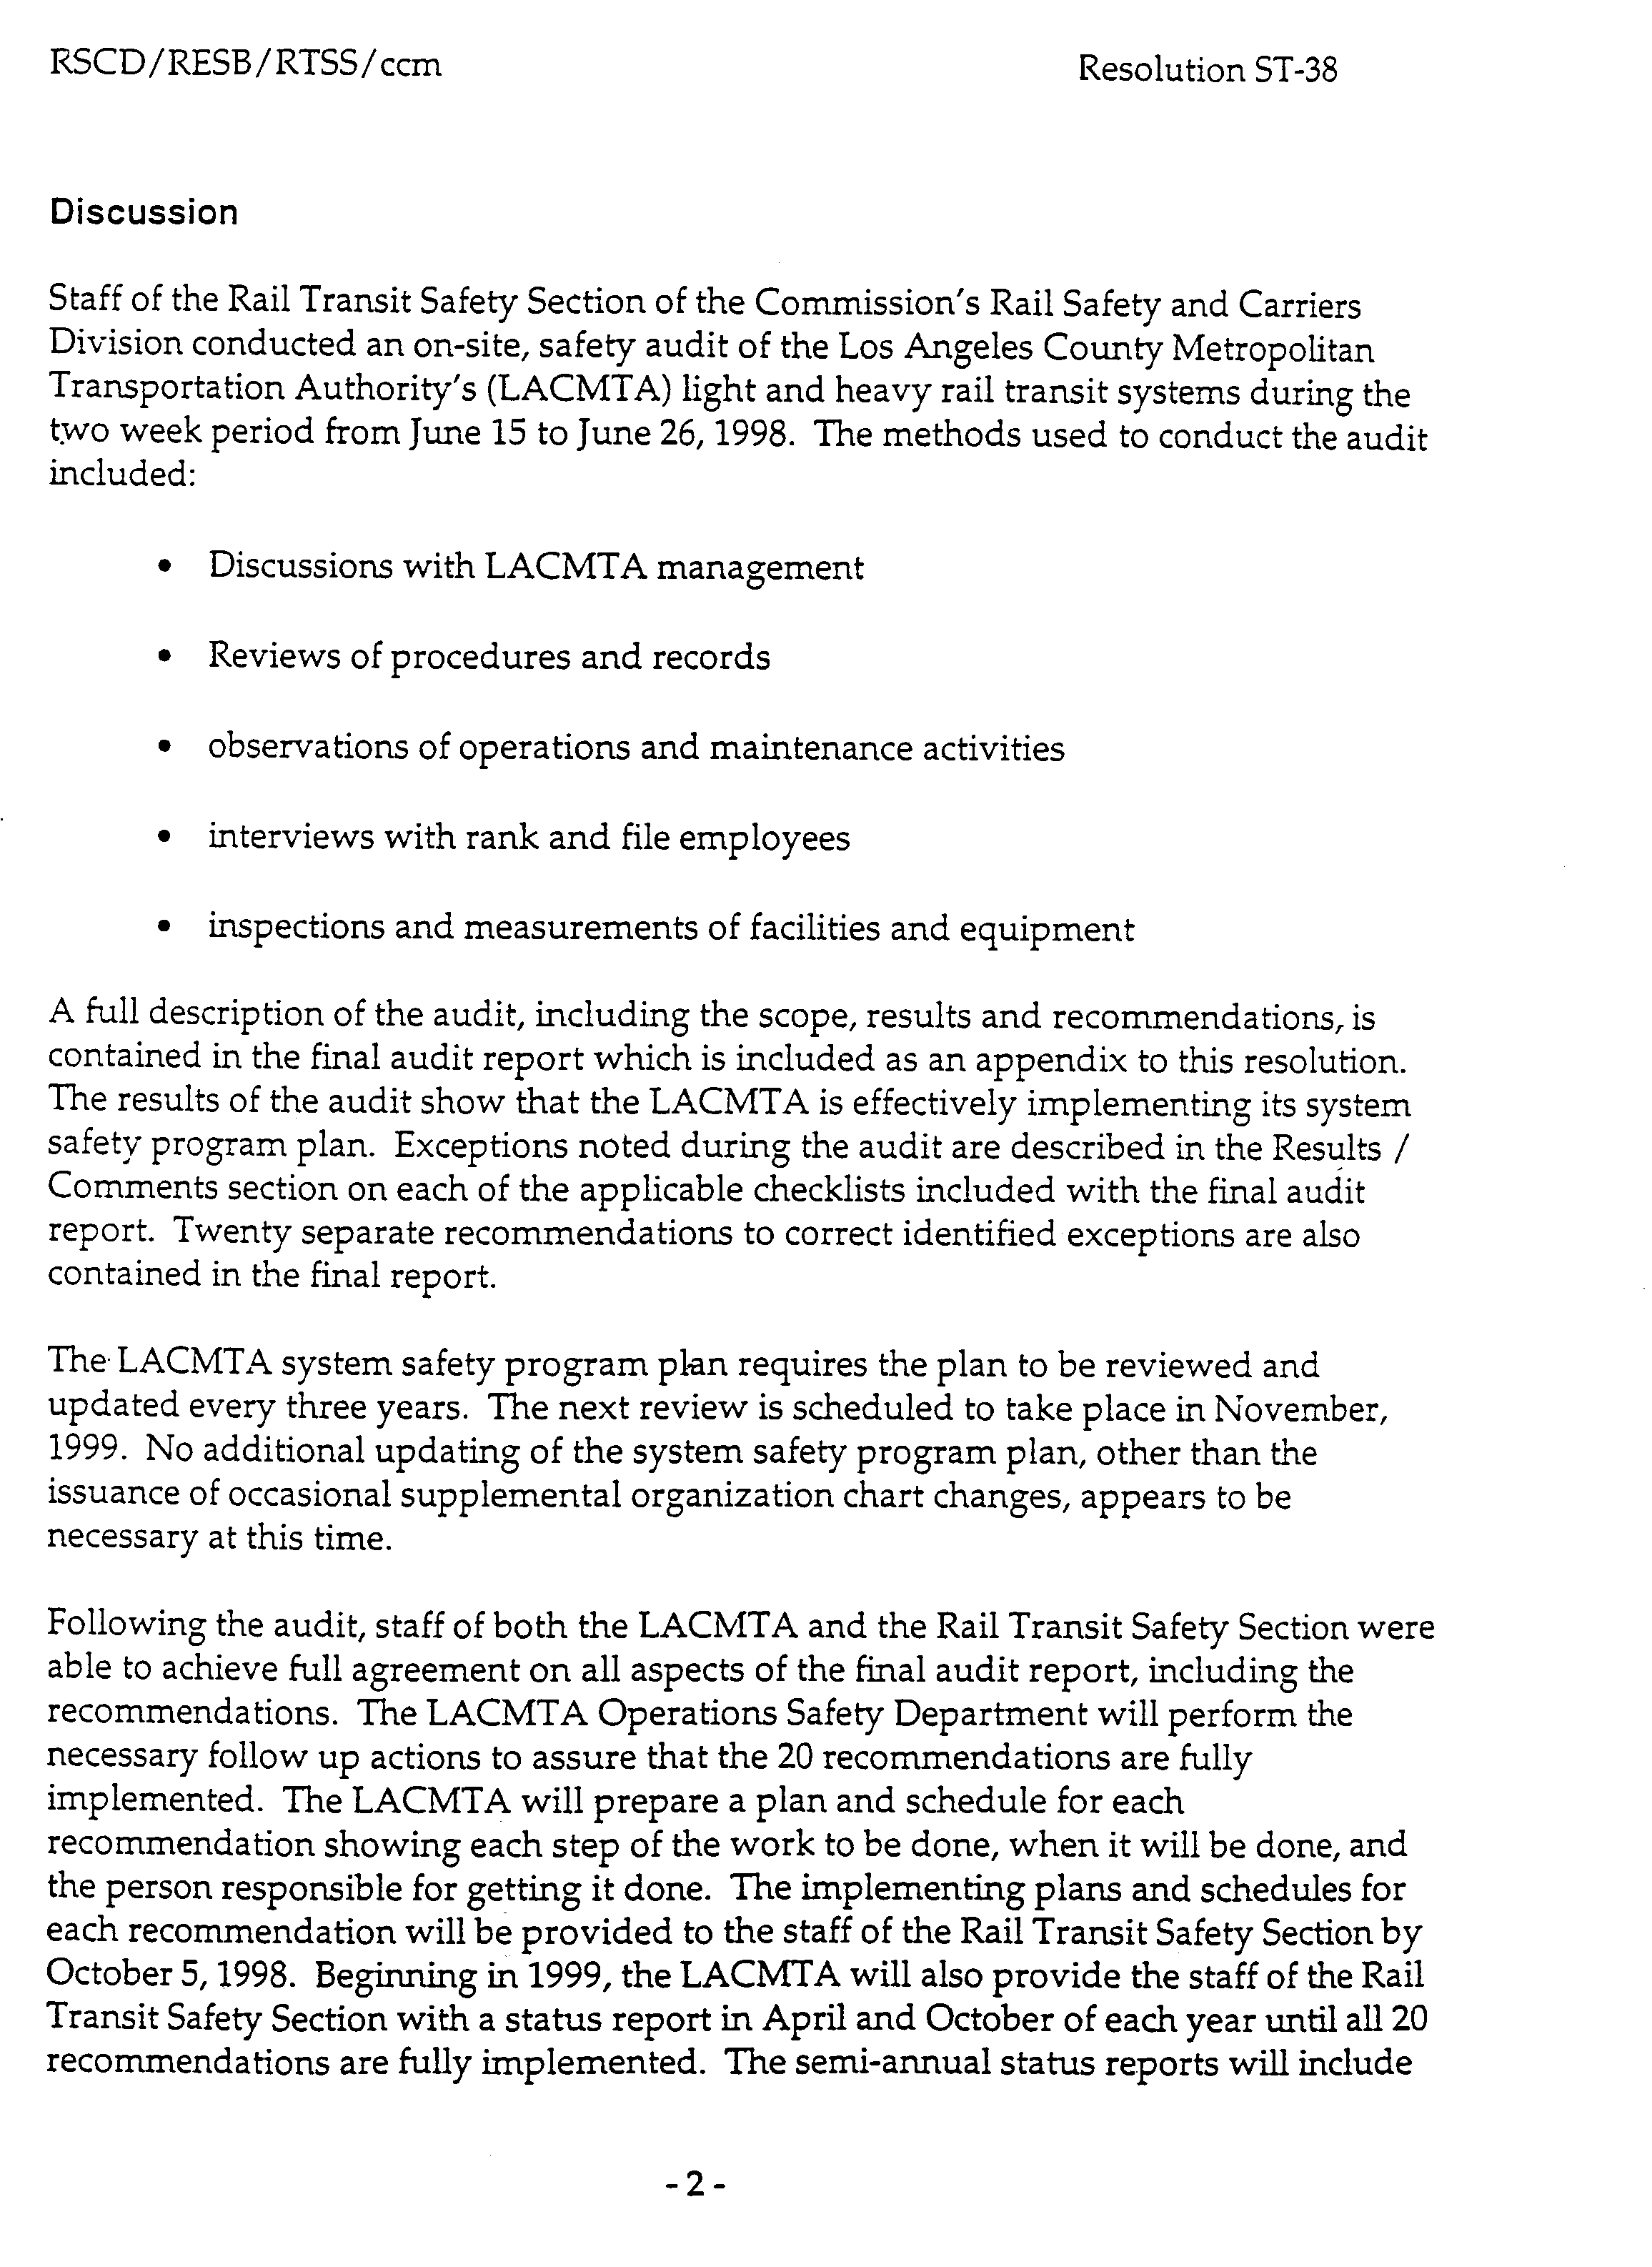 RSCD/RESB/RTSS/ccm
Resolution ST-38
Discussion
Staff of the Rail Transit Safety Section of the Commission's Rail Safety and Carriers
Division conducted an on-site, safety audit of the Los Angeles County Metropolitan
Transportation Authority's (LACMTA) light and heavy rail transit systems during the
two week period from June 15 to June 26, 1998. The methods used to conduct the audit
included:
• Discussions with LACMTA management
• Reviews of procedures and records
• observations of operations and maintenance activities
• interviews with rank and file employees
• inspections and measurements of facilities and equipment
A full description of the audit, including the scope, results and recommendations, is
contained in the final audit report which is included as an appendix to this resolution.
The results of the audit show that the LACMTA is effectively implementing its system
safety program plan. Exceptions noted during the audit are described in the Results /
Comments section on each of the applicable checklists included with the final audit
report. Twenty separate recommendations to correct identified exceptions are also
contained in the final report.
The LACMTA system safety program plan requires the plan to be reviewed and
updated every three years. The next review is scheduled to take place in November,
1999. No additional updating of the system safety program plan, other than the
issuance of occasional supplemental organization chart changes, appears to be
necessary at this time.
Following the audit, staff of both the LACMTA and the Rail Transit Safety Section were
able to achieve full agreement on all aspects of the final audit report, including the
recommendations. The LACMTA Operations Safety Department will perform the
necessary follow up actions to assure that the 20 recommendations are fully
implemented. The LACMTA will prepare a plan and schedule for each
recommendation showing each step of the work to be done, when it will be done, and
the person responsible for getting it done. The implementing plans and schedules for
each recommendation will be provided to the staff of the Rail Transit Safety Section by
October 5, 1998. Beginning in 1999, the LACMTA will also provide the staff of the Rail
Transit Safety Section with a status report in April and October of each year until all 20
recommendations are fully implemented. The semi-annual status reports will include
- 2 -